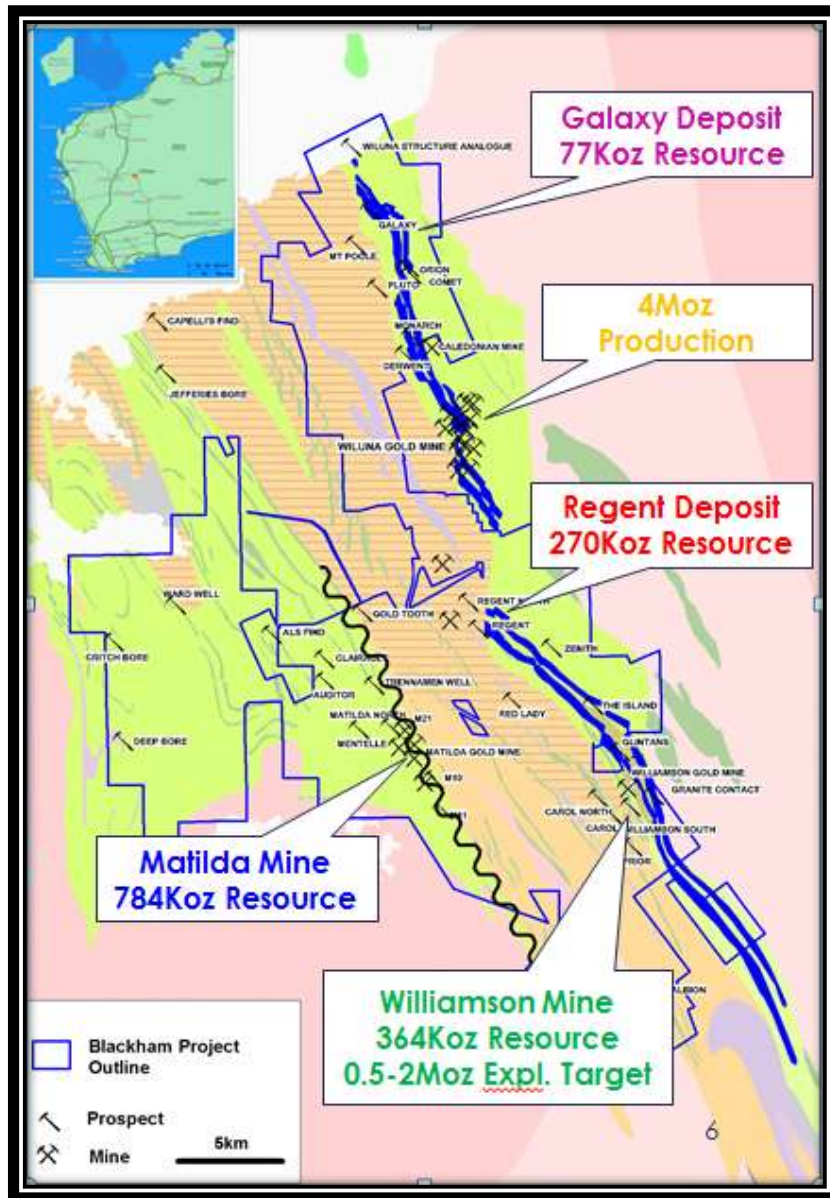 Galaxy Deposit
77Koz Resource
WILUNA STRUCTURE ANALOGUE
GALAXY
MT POOLE
ORION
COMET
PLUTO
4Moz
Production
MONARCH
CAPELLI'S FIND
CALEDONIAN MINE
DERWENT
JEFFERIES BORE
WILUNA GOLD MINE
Regent Deposit
270Koz Resource
WARD WELL
GOLD TOOTH
REGENT NORTH
REGENT
ALS FIND
ZENITH
CRITCH BORE
TRENNAMEN WELL
AUDITOR
RED LADY
THE ISLAND
MATILDA NORTH
M21
DEEP BORE
MENTELLE
MATILDA GOLD MINE
GLINTANS
WILLIAMSON GOLD MINE
M10
GRANITE CONTACT
CAROL NORTH
CAROL
WILLIAMSON SOUTH
PRIOR
Matilda Mine
784Koz Resource
Williamson Mine
364Koz Resource
0.5-2Moz Expl. Target
ALBION
Blackham Project
Outline
Prospect
Mine
5km
6